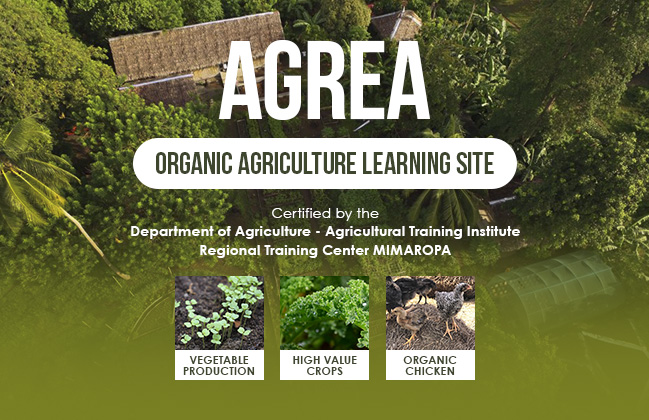 AGREA
ORGANIC AGRICULTURE LEARNING SITE
Certified by the
Department of Agriculture - Agricultural Training Institute
Regional Training Center MIMAROPA
VEGETABLE
PRODUCTION
HIGH VALUE
CROPS
ORGANIC
CHICKEN